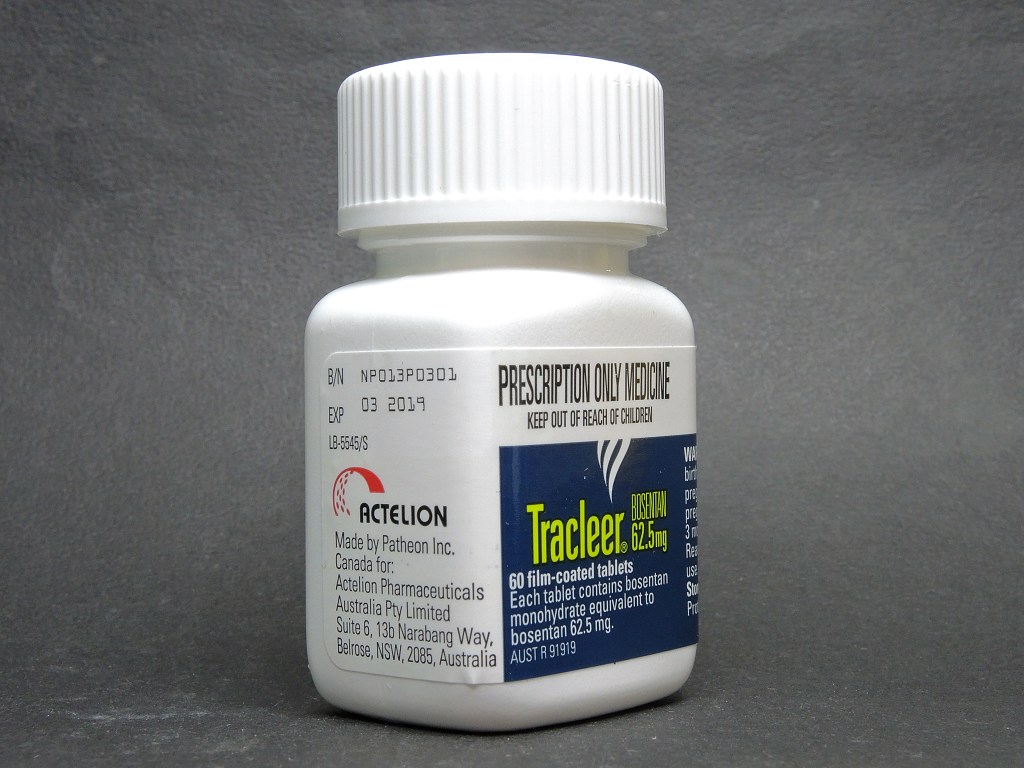 B/N NP013P0301
EXP 03 2019
LB-5545/S
ACTELION
Made by Patheon Inc.
Canada for:
Actelion Pharmaceuticals
Australia Pty Limited
Suite 6, 13b Narabang Way,
Belrose, NSW, 2085, Australia
PRESCRIPTION ONLY MEDICINE
KEEP OUT OF REACH OF CHILDREN
Tracleer® BOSENTAN
62.5mg
60 film-coated tablets
Each tablet contains bosentan
monohydrate equivalent to
bosentan 62.5 mg.
AUST R 91919